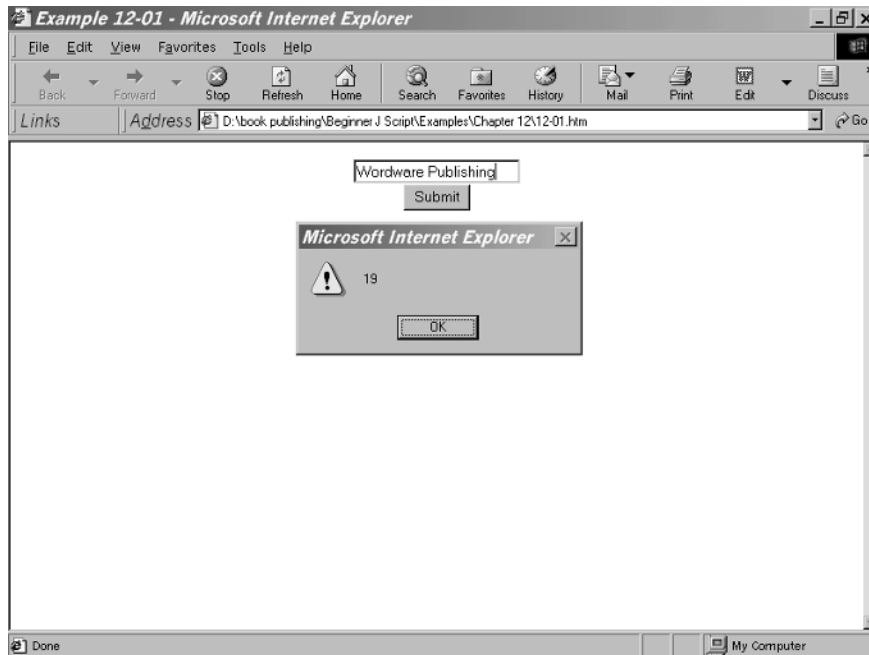 Example 12-01 - Microsoft Internet Explorer
File Edit View Favorites Tools Help
Back Forward Stop Refresh Home Search Favorites History Mail Print Edit Discuss
Links Address D:\book publishing\Beginner J Script\Examples\Chapter 12\12-01.htm Go
Wordware Publishing
Submit
Microsoft Internet Explorer
19
OK
Done My Computer